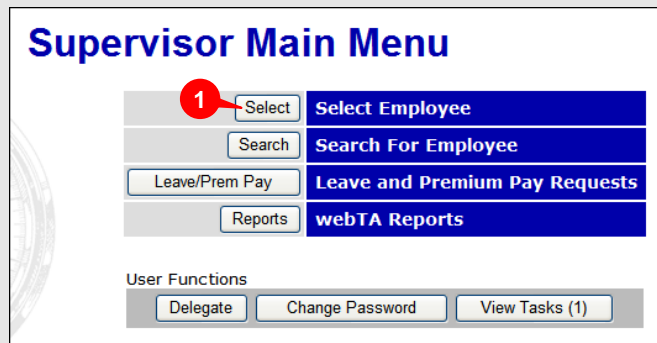 Supervisor Main Menu
1
Select Select Employee
Search Search For Employee
Leave/Prem Pay Leave and Premium Pay Requests
Reports webTA Reports
User Functions
Delegate Change Password View Tasks (1)